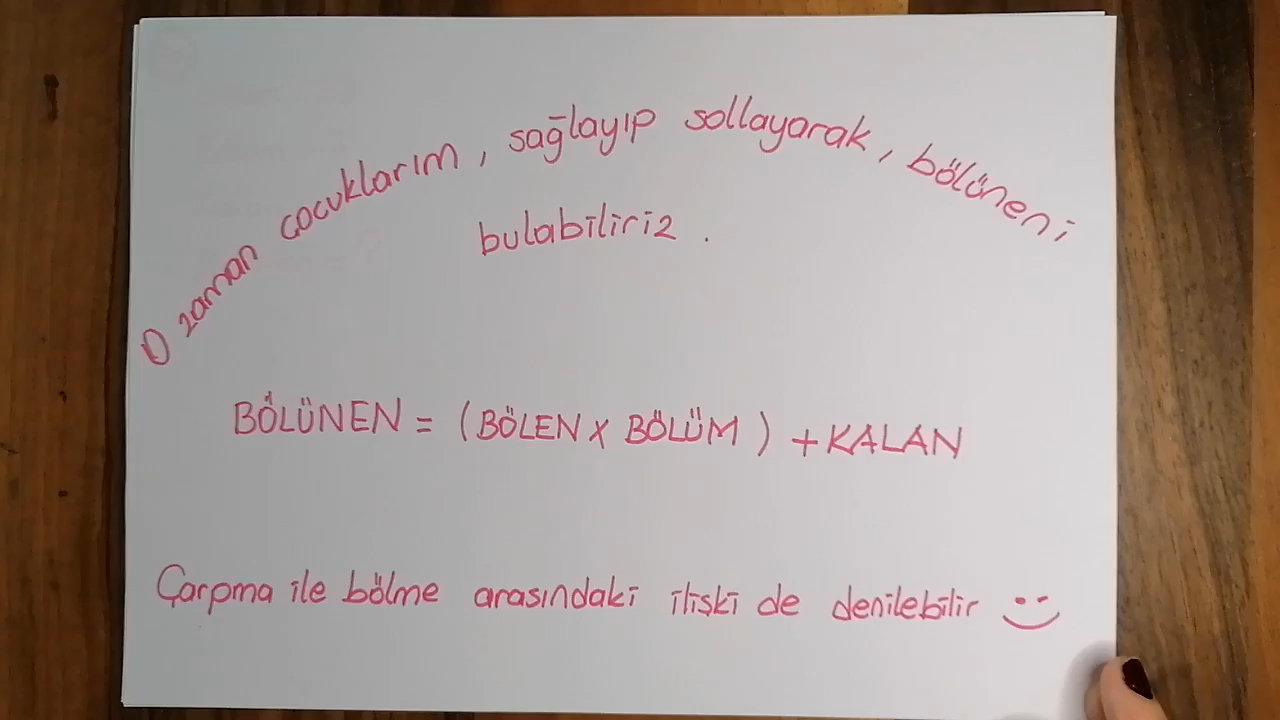 O zaman çocuklarım, sağlayıp sollayarak, bölüneni
bulabiliriz.
BÖLÜNEN = (BÖLEN X BÖLÜM) + KALAN
Çarpma ile bölme arasındaki ilişki de denilebilir